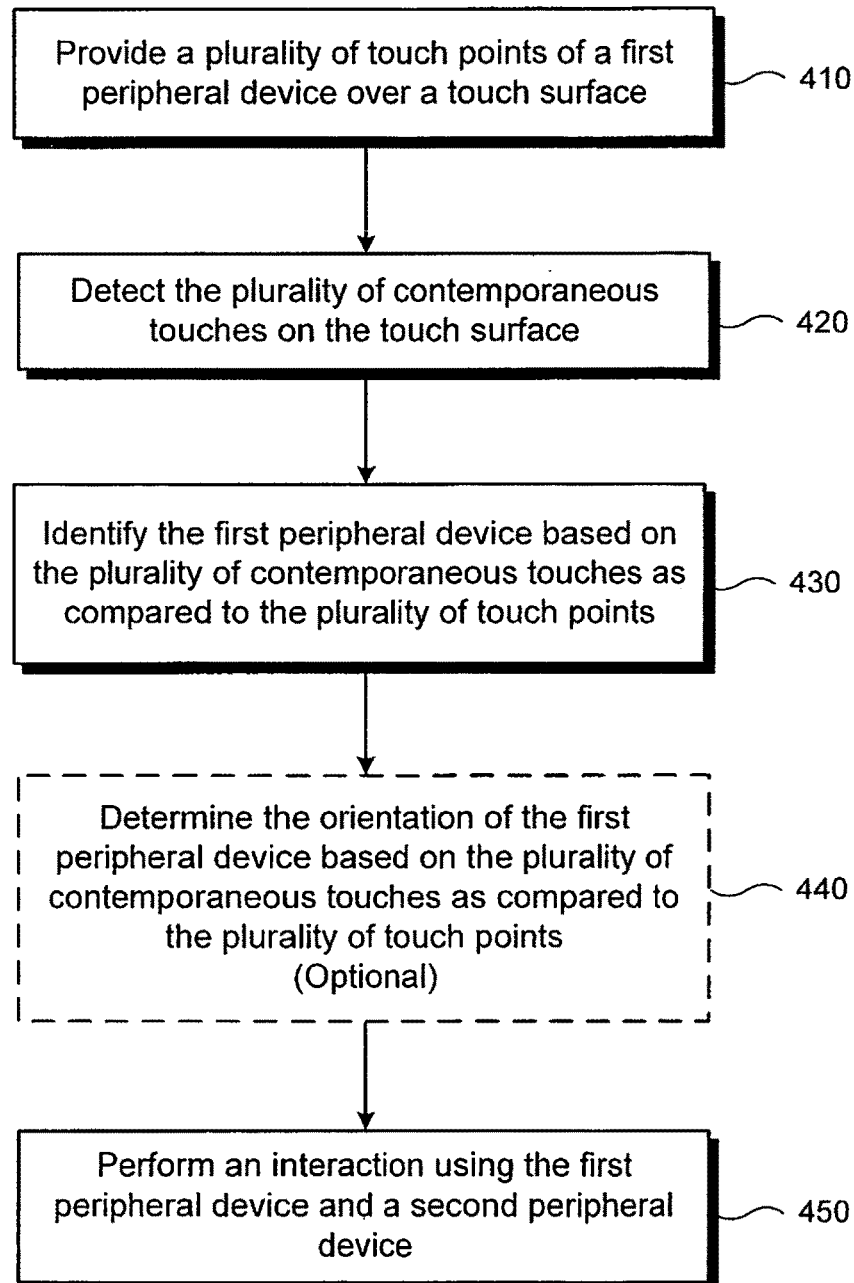 Provide a plurality of touch points of a first
peripheral device over a touch surface
410
Detect the plurality of contemporaneous
touches on the touch surface
420
Identify the first peripheral device based on
the plurality of contemporaneous touches as
compared to the plurality of touch points
430
Determine the orientation of the first
peripheral device based on the plurality of
contemporaneous touches as compared to
the plurality of touch points
(Optional)
440
Perform an interaction using the first
peripheral device and a second peripheral
device
450